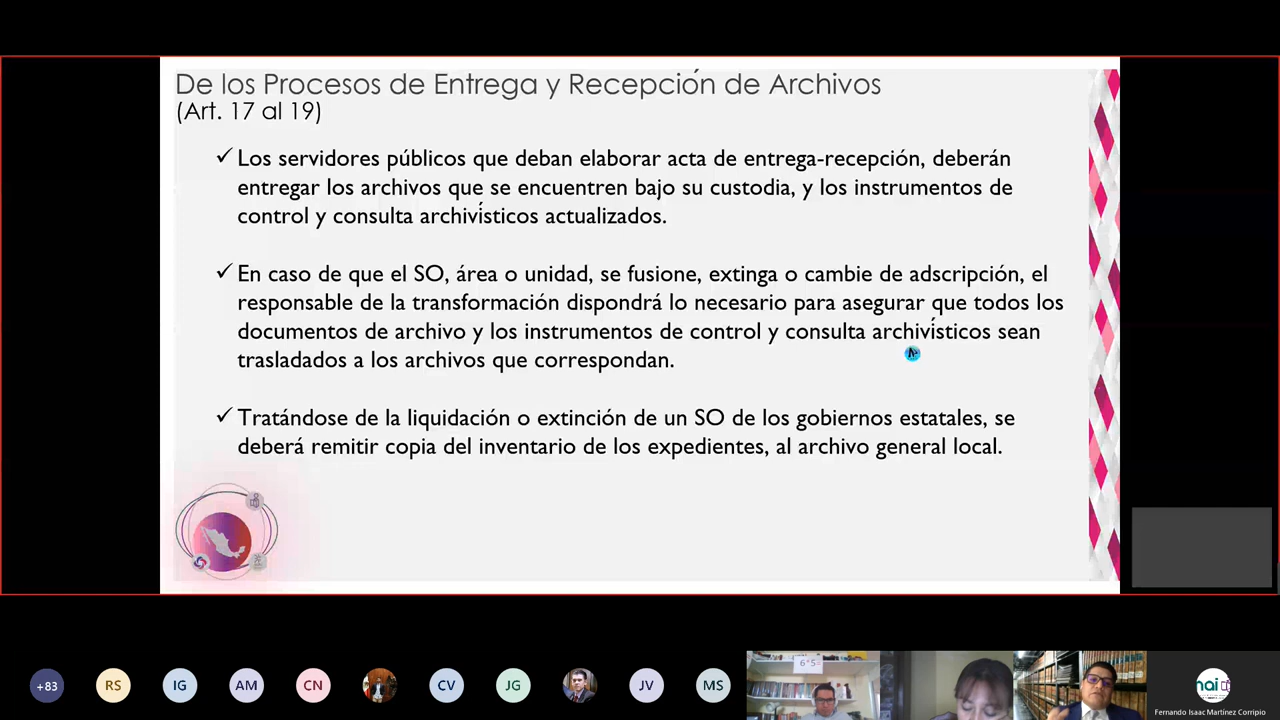 De los Procesos de Entrega y Recepción de Archivos
(Art. 17 al 19)
✓ Los servidores públicos que deban elaborar acta de entrega-recepción, deberán
entregar los archivos que se encuentren bajo su custodia, y los instrumentos de
control y consulta archivísticos actualizados.
✓ En caso de que el SO, área o unidad, se fusione, extinga o cambie de adscripción, el
responsable de la transformación dispondrá lo necesario para asegurar que todos los
documentos de archivo y los instrumentos de control y consulta archivísticos sean
trasladados a los archivos que correspondan.
✓ Tratándose de la liquidación o extinción de un SO de los gobiernos estatales, se
deberá remitir copia del inventario de los expedientes, al archivo general local.
+83 RS IG AM CN CV JG JV MS
nai
Fernando Isaac Martínez Corripio